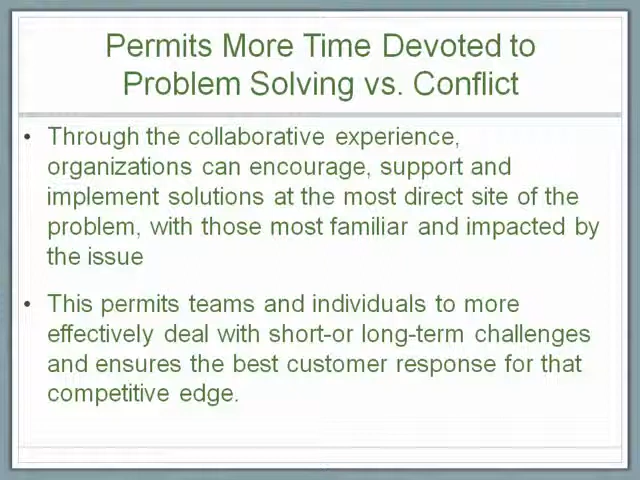 Permits More Time Devoted to
Problem Solving vs. Conflict
• Through the collaborative experience,
organizations can encourage, support and
implement solutions at the most direct site of the
problem, with those most familiar and impacted by
the issue
• This permits teams and individuals to more
effectively deal with short-or long-term challenges
and ensures the best customer response for that
competitive edge.